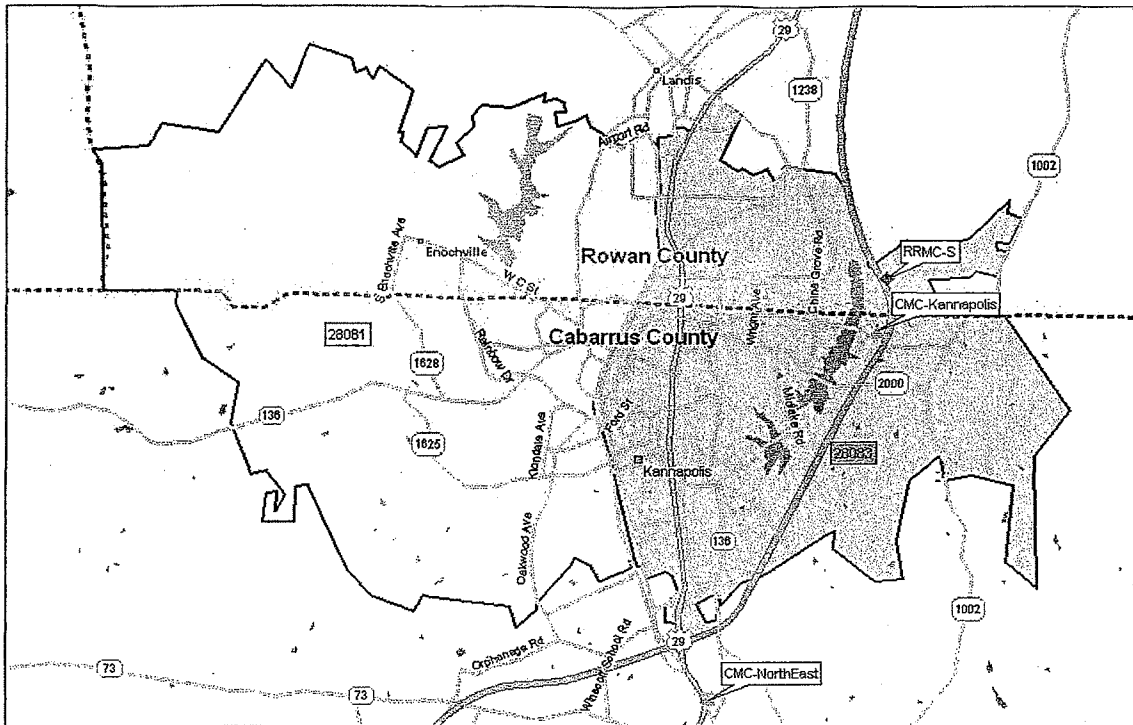 29
Landis
1238
Airport Rd
1002
S Enochville Ave
Enochville
W C St
Rowan County
China Grove Rd
RRMC-S
29
CMC-Kannapolis
28081
Cabarrus County
Wright Ave
Rainbow Dr
1628
2000
136
1625
Klondale Ave
Ford St
Midlake Rd
28083
Kannapolis
Oakwood Ave
136
1002
29
Orphanage Rd
Winecoff School Rd
73
73
CMC-NorthEast